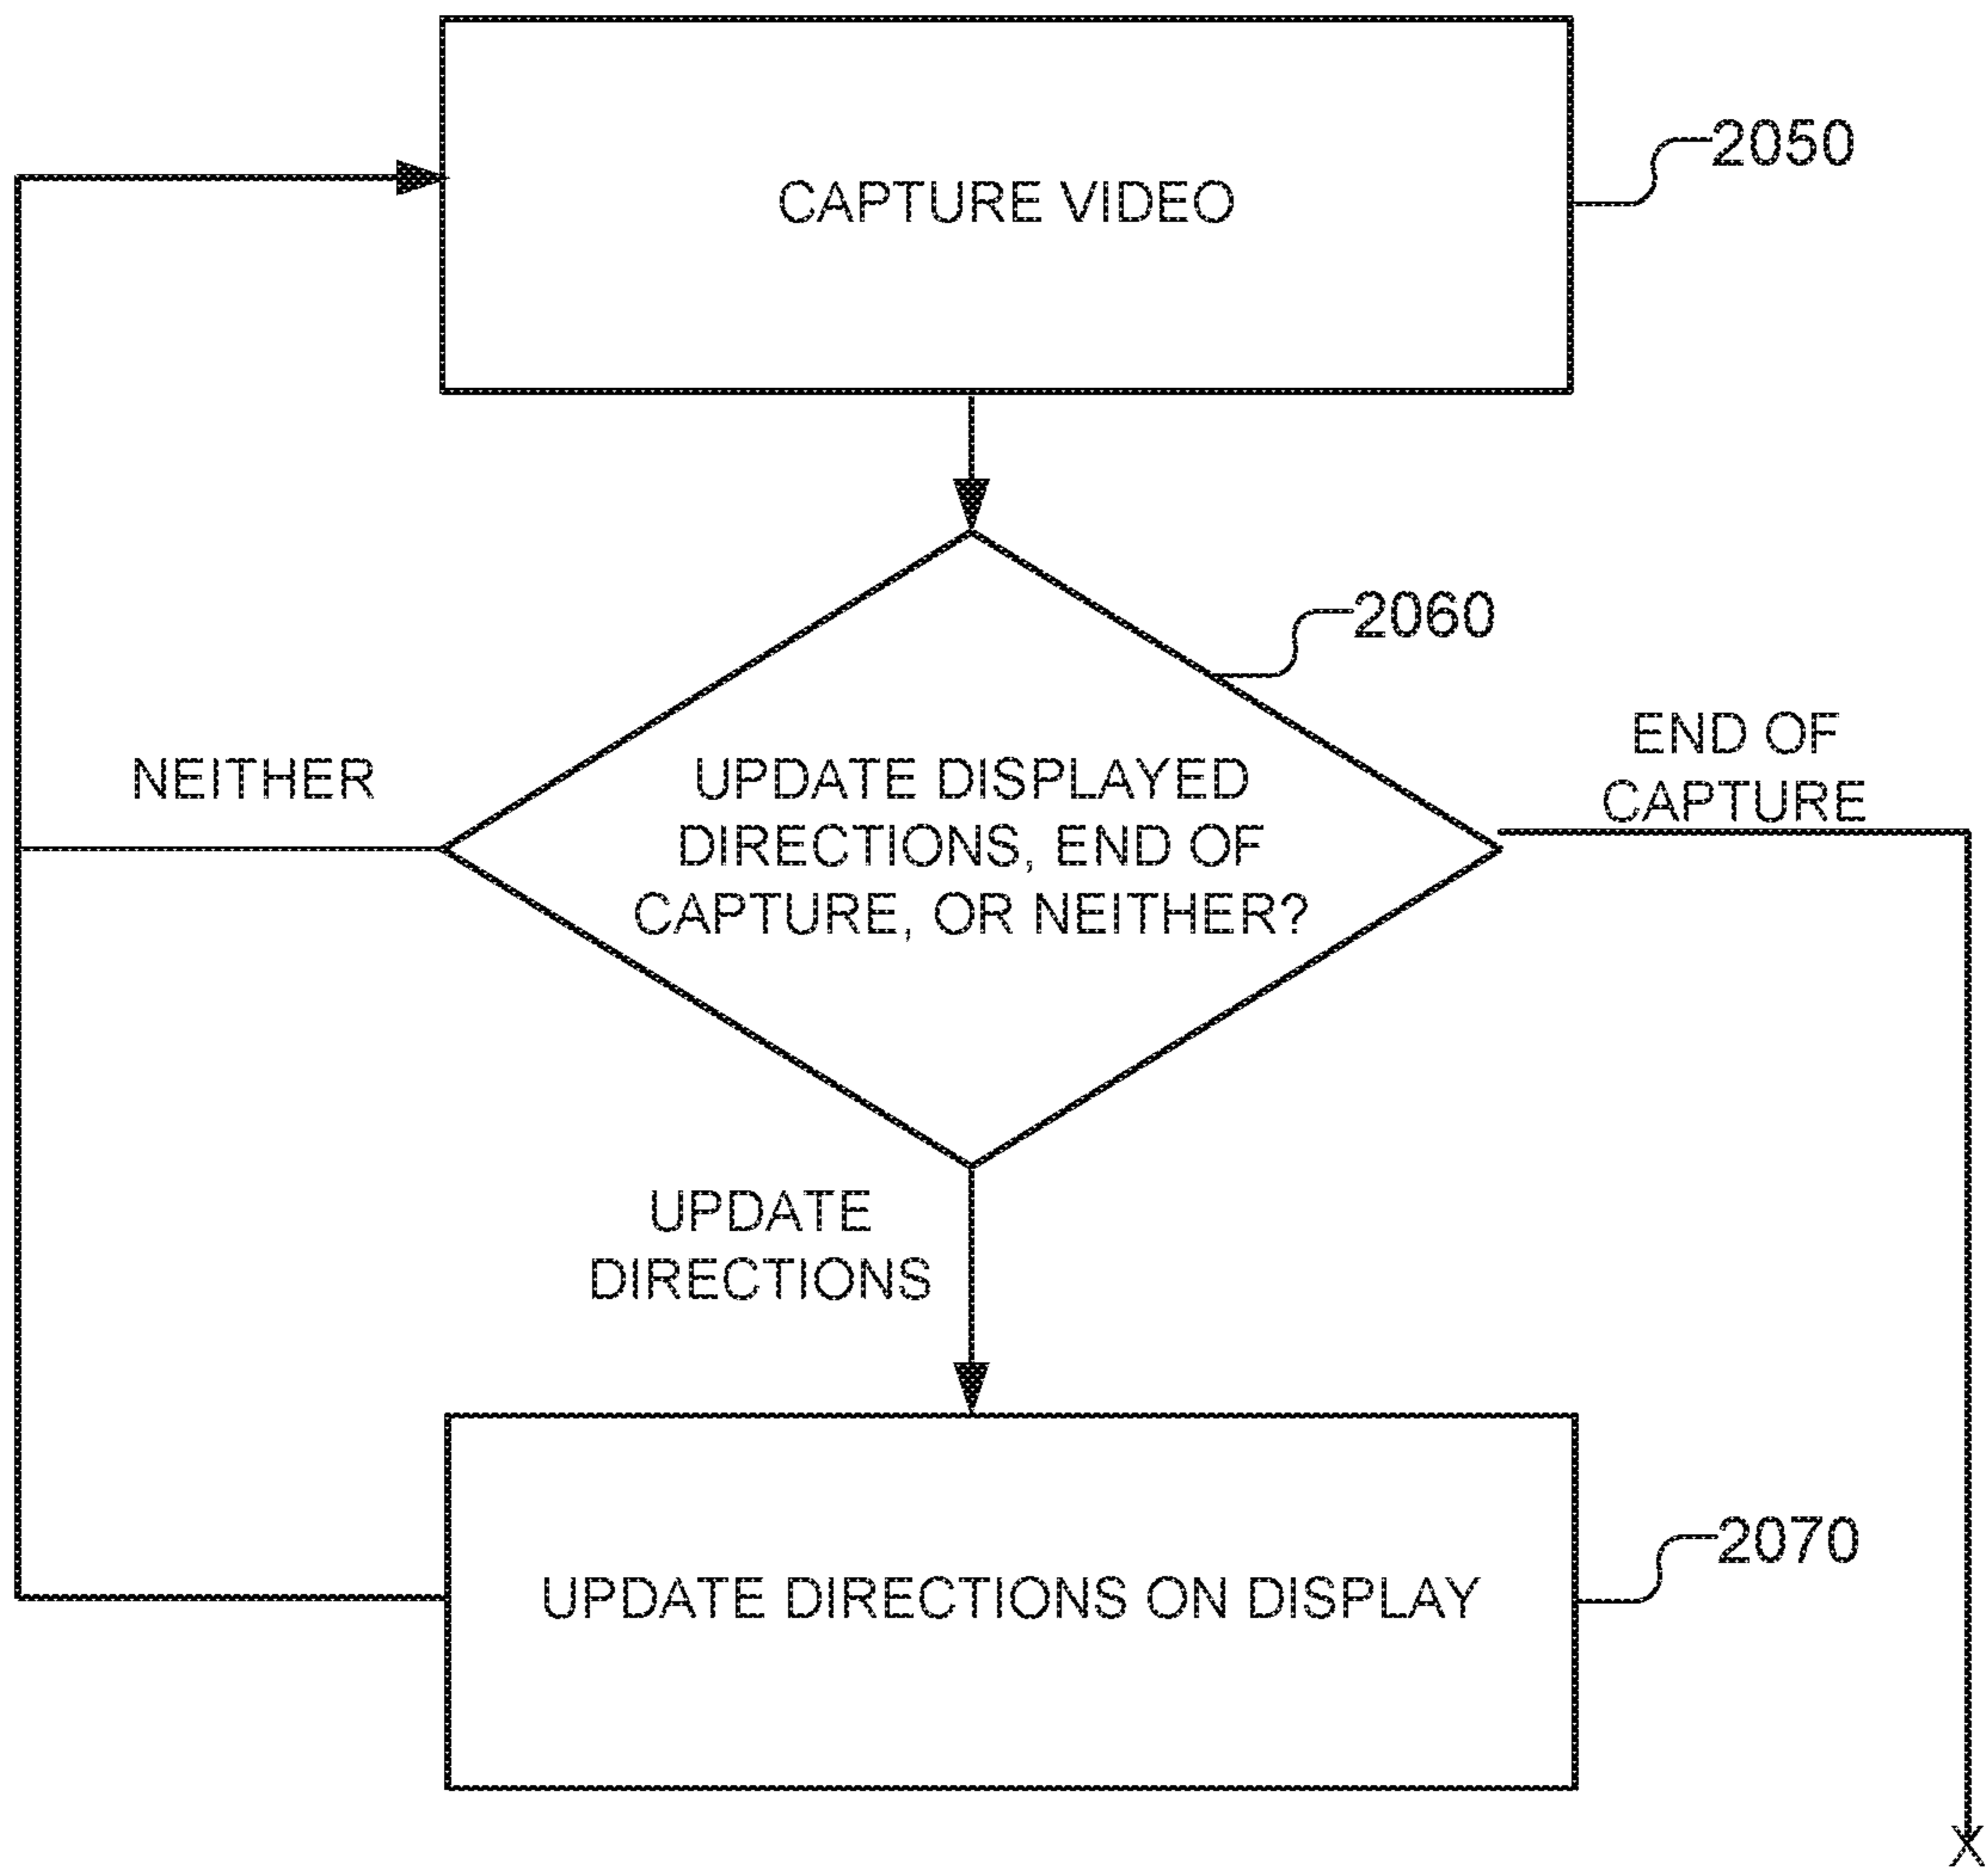 2050
CAPTURE VIDEO
2060
END OF
CAPTURE
NEITHER
UPDATE DISPLAYED
DIRECTIONS, END OF
CAPTURE, OR NEITHER?
UPDATE
DIRECTIONS
2070
UPDATE DIRECTIONS ON DISPLAY
X